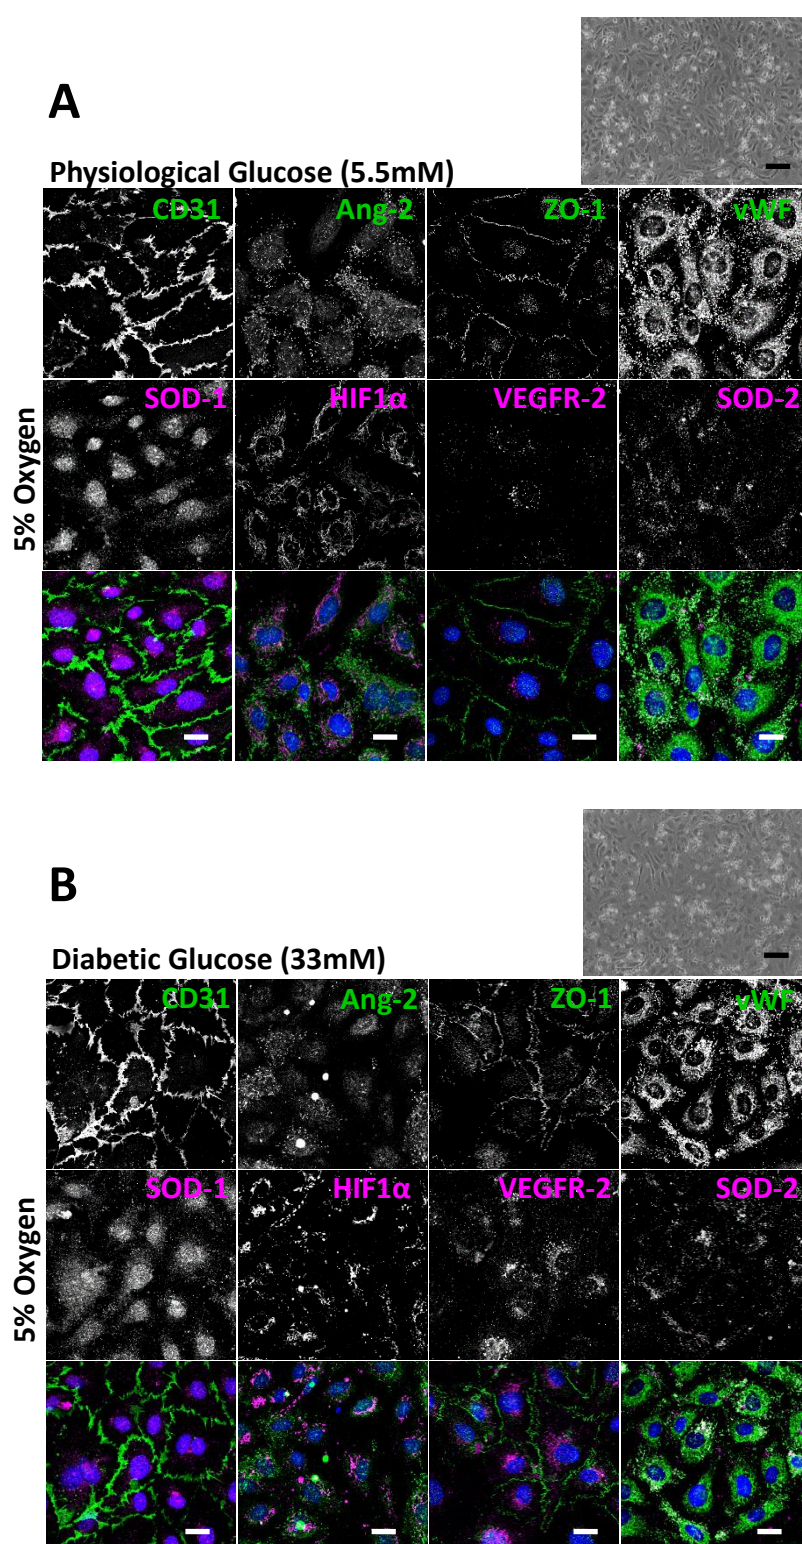 A
Physiological Glucose (5.5mM)
CD31 Ang-2 ZO-1 vWF
5% Oxygen
SOD-1 HIF1α VEGFR-2 SOD-2
B
Diabetic Glucose (33mM)
CD31 Ang-2 ZO-1 vWF
5% Oxygen
SOD-1 HIF1α VEGFR-2 SOD-2